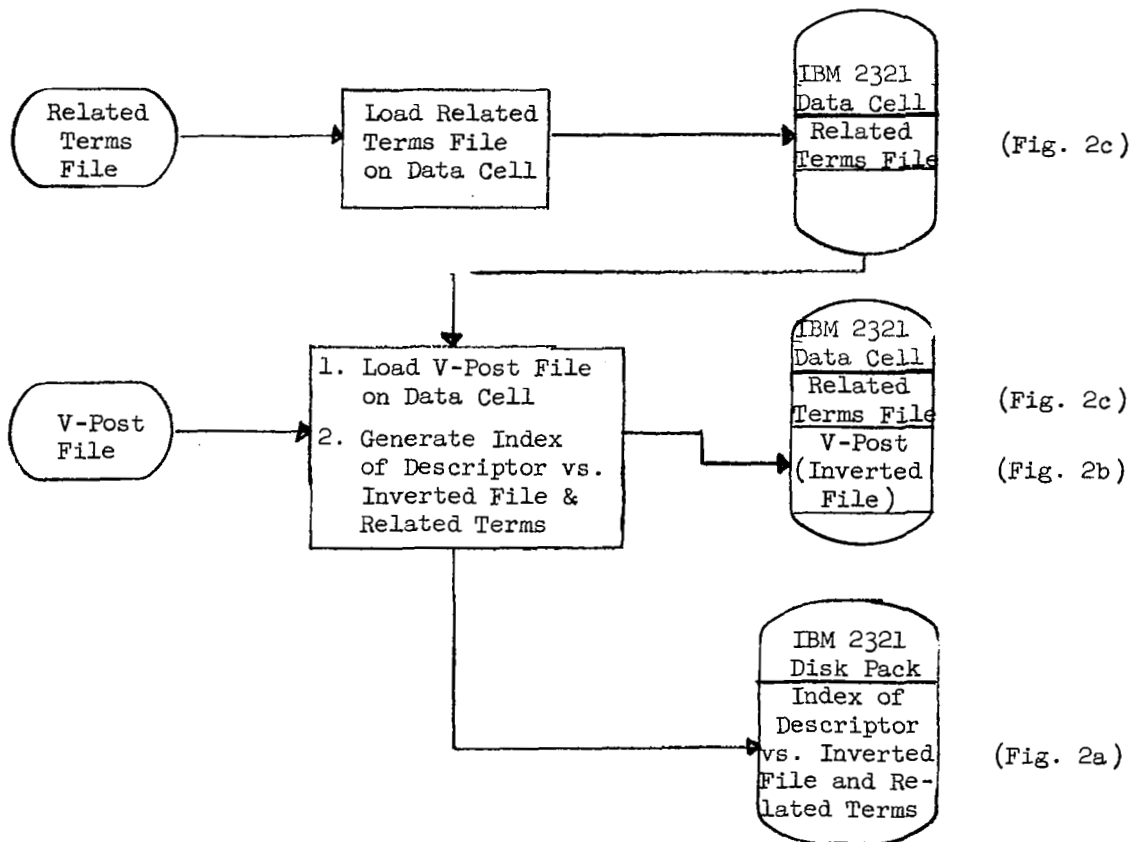 Related
Terms
File
Load Related
Terms File
on Data Cell
IBM 2321
Data Cell
Related
Terms File
(Fig. 2c)
V-Post
File
1. Load V-Post File
on Data Cell
2. Generate Index
of Descriptor vs.
Inverted File &
Related Terms
IBM 2321
Data Cell
Related
Terms File
(Fig. 2c)
V-Post
(Inverted
File)
(Fig. 2b)
IBM 2321
Disk Pack
Index of
Descriptor
vs. Inverted
File and Re-
lated Terms
(Fig. 2a)